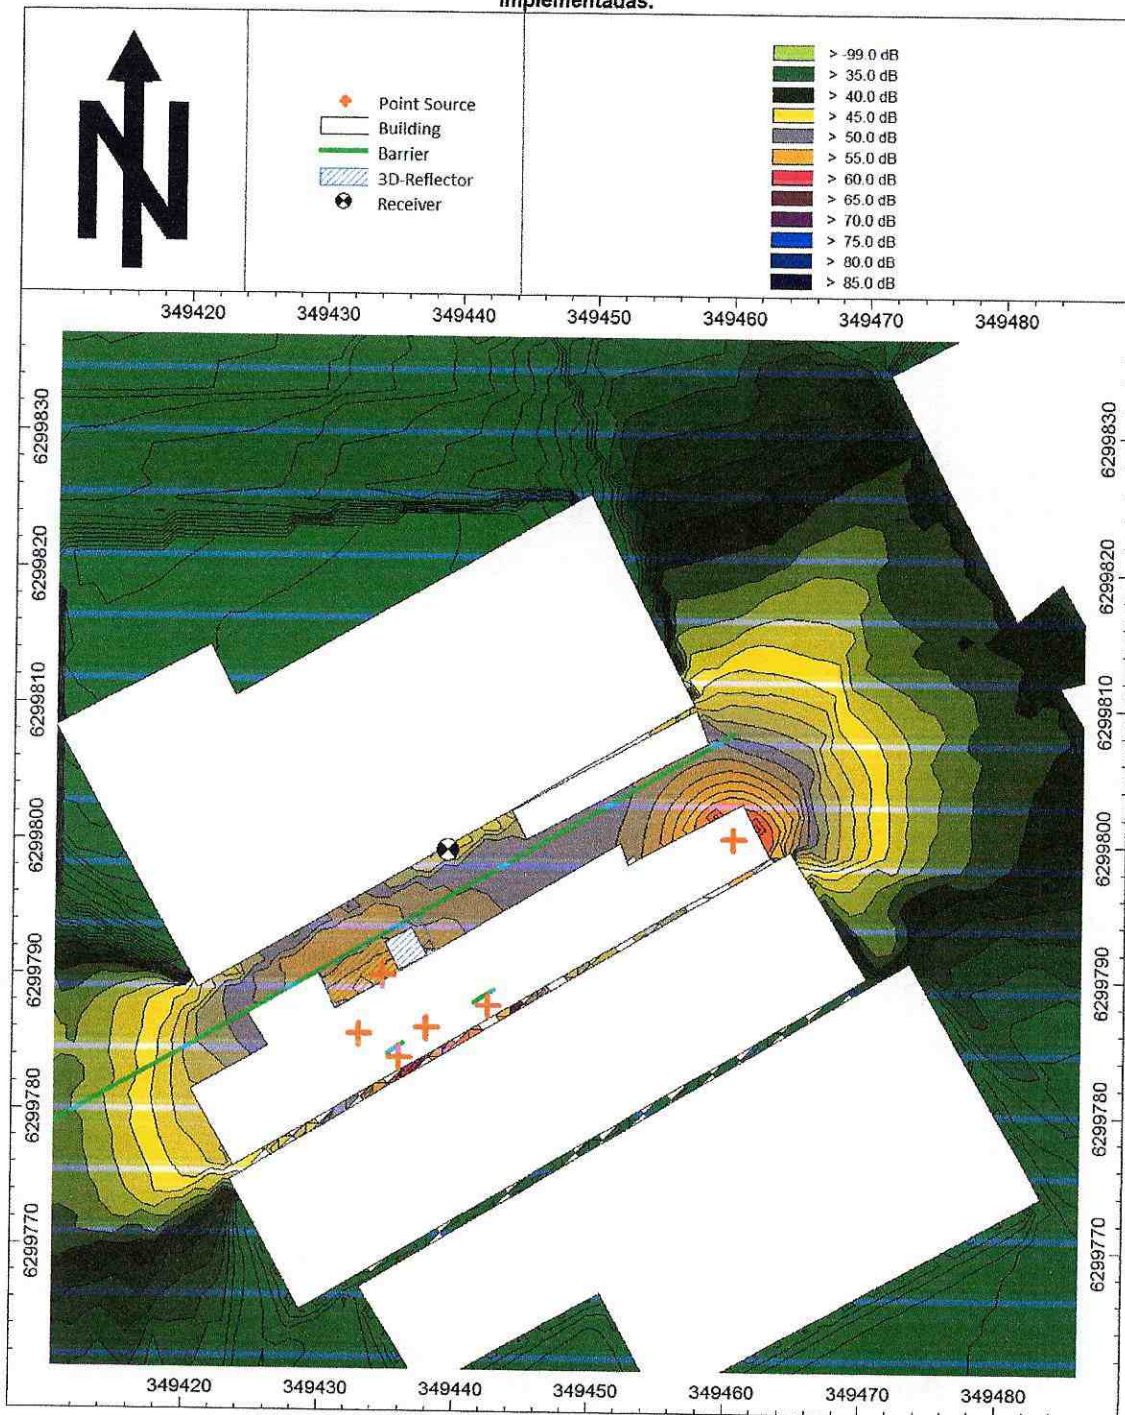 implementadas.
N
Point Source
Building
Barrier
3D-Reflector
Receiver
> -99.0 dB
> 35.0 dB
> 40.0 dB
> 45.0 dB
> 50.0 dB
> 55.0 dB
> 60.0 dB
> 65.0 dB
> 70.0 dB
> 75.0 dB
> 80.0 dB
> 85.0 dB
349420 349430 349440 349450 349460 349470 349480
6299830
6299820
6299810
6299800
6299790
6299780
6299770
6299830
6299820
6299810
6299800
6299790
6299780
6299770
349420 349430 349440 349450 349460 349470 349480